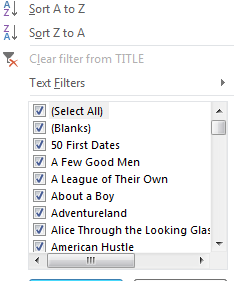 Sort A to Z
Sort Z to A
Clear filter from TITLE
Text Filters
(Select All)
(Blanks)
50 First Dates
A Few Good Men
A League of Their Own
About a Boy
Adventureland
Alice Through the Looking Glas
American Hustle